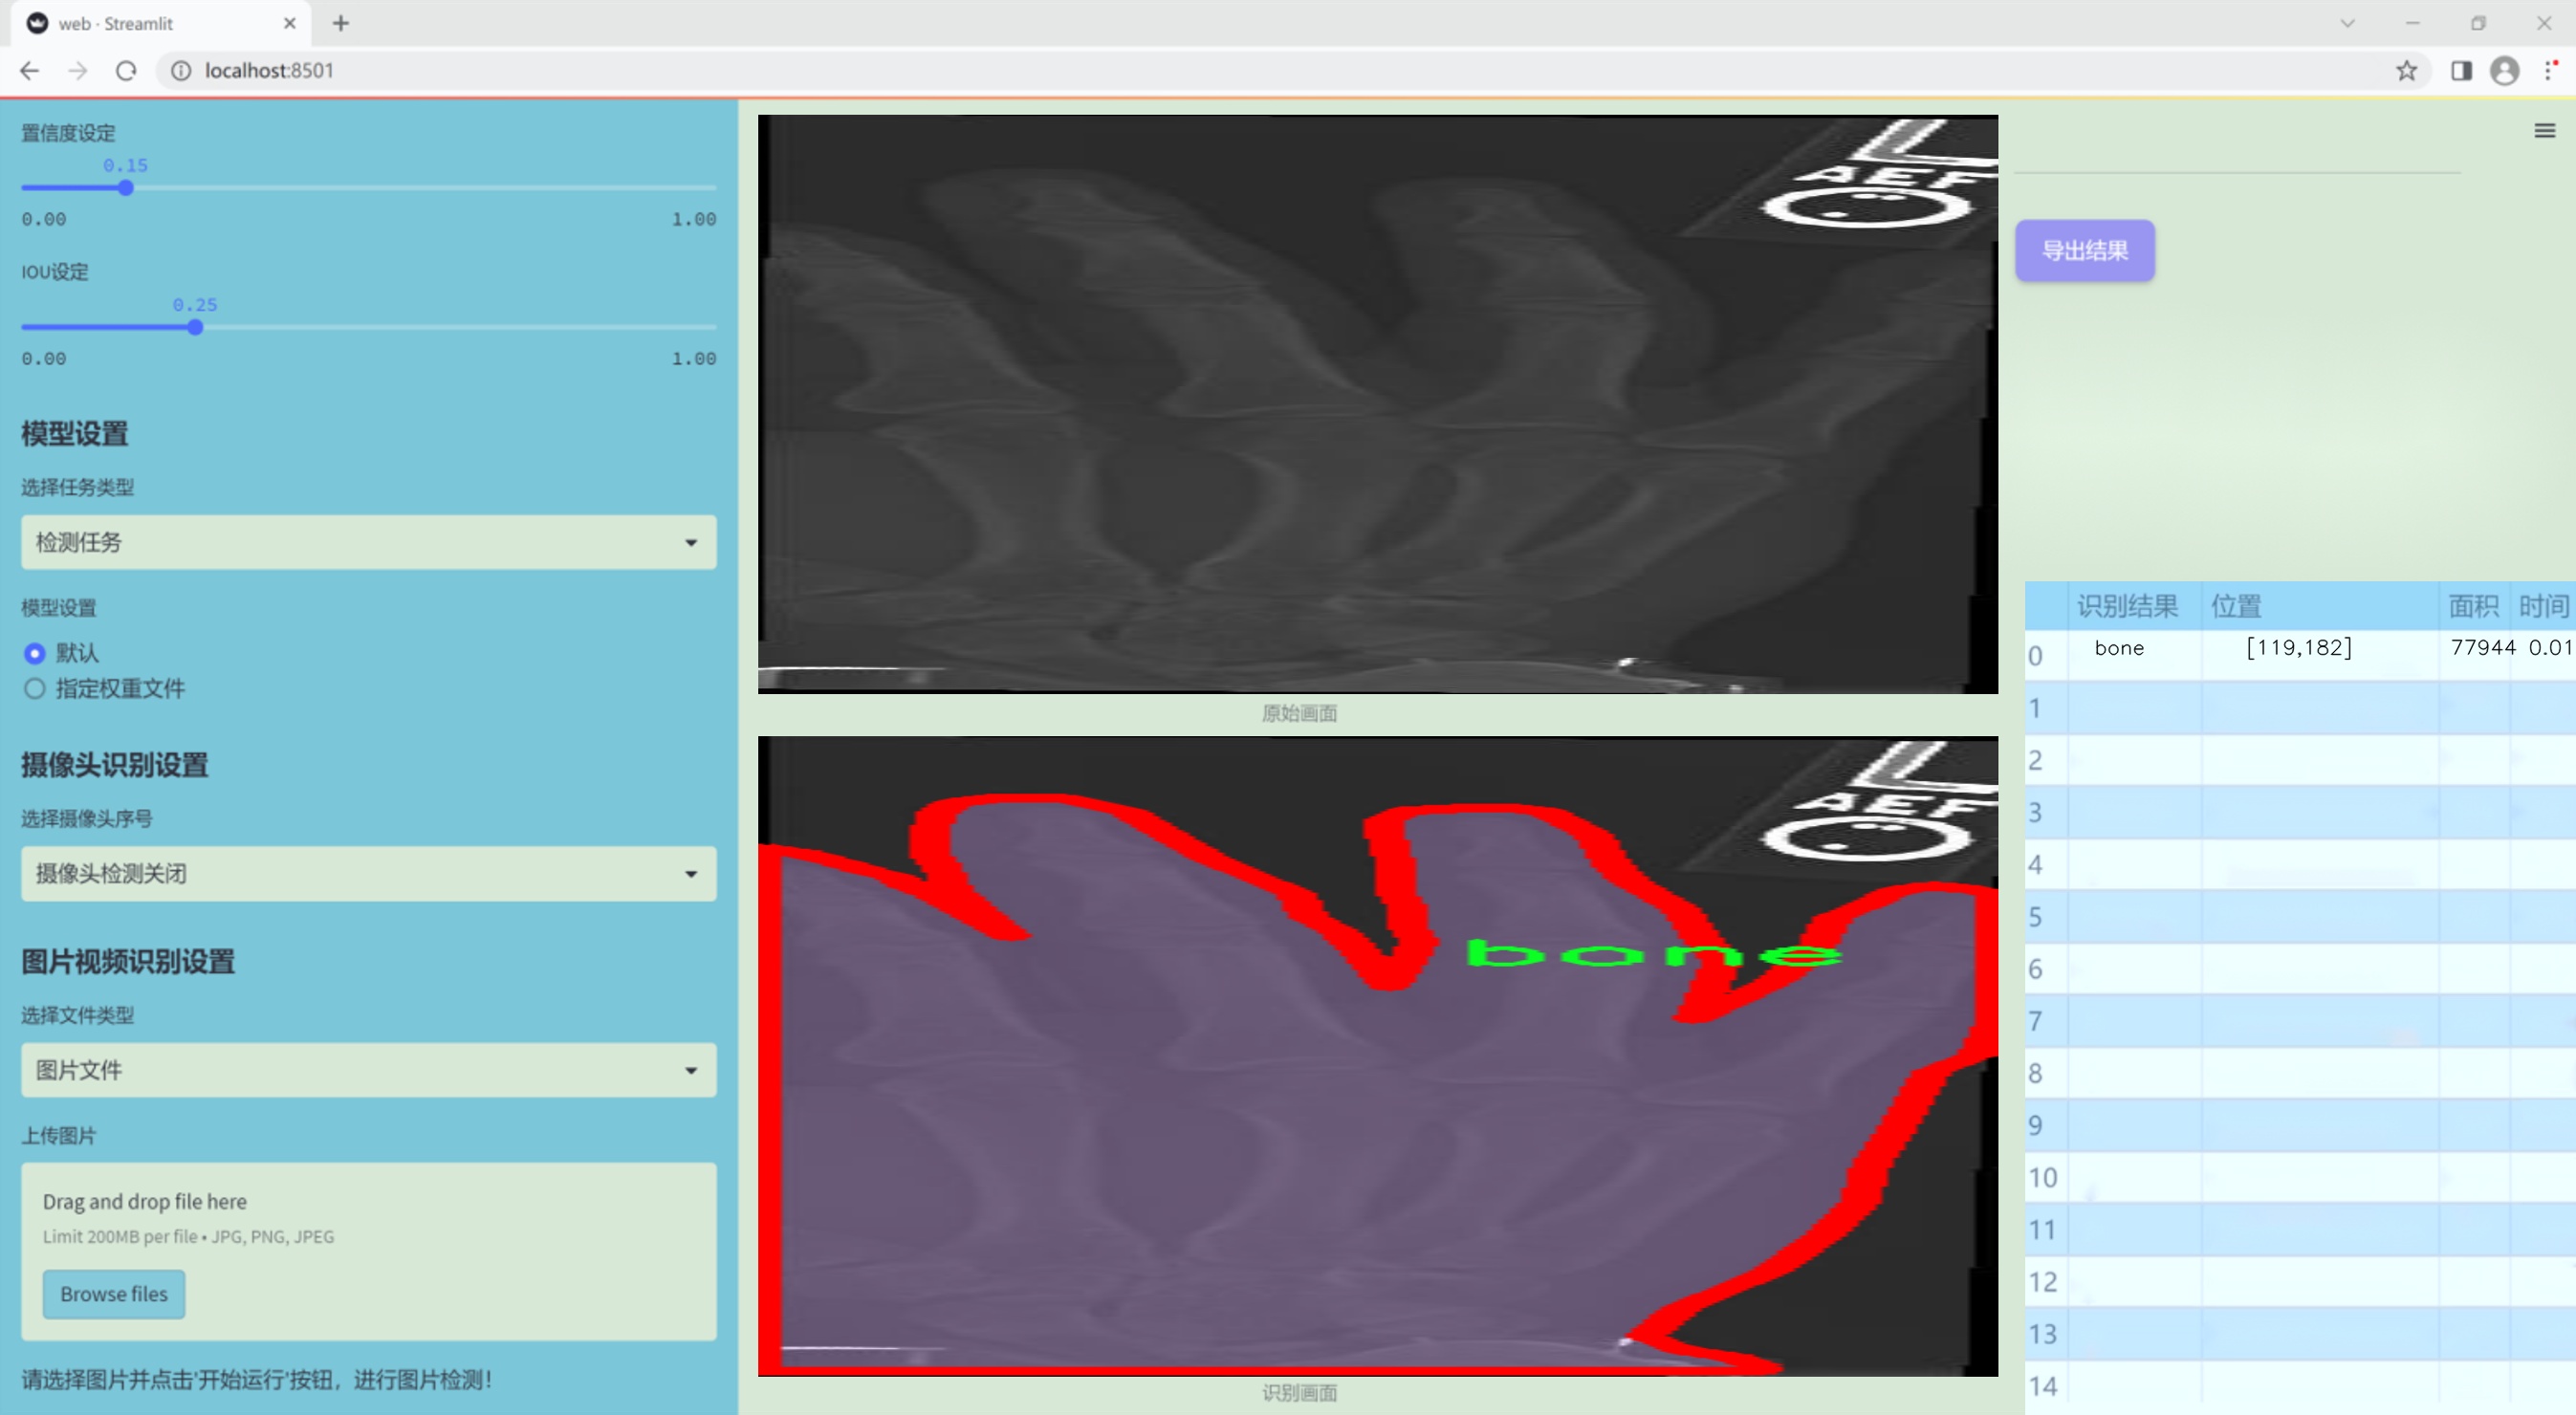 web · Streamlit
localhost:8501
置信度设定
0.15
0.00 1.00
IOU设定
0.25
0.00 1.00
模型设置
选择任务类型
检测任务
模型设置
默认
指定权重文件
摄像头识别设置
选择摄像头序号
摄像头检测关闭
图片视频识别设置
选择文件类型
图片文件
上传图片
Drag and drop file here
Limit 200MB per file • JPG, PNG, JPEG
Browse files
请选择图片并点击'开始运行'按钮，进行图片检测！
L
AEF
原始画面
L
AEF
bone
识别画面
导出结果
识别结果 位置 面积 时间
0 bone [119,182] 77944 0.01
1
2
3
4
5
6
7
8
9
10
11
12
13
14